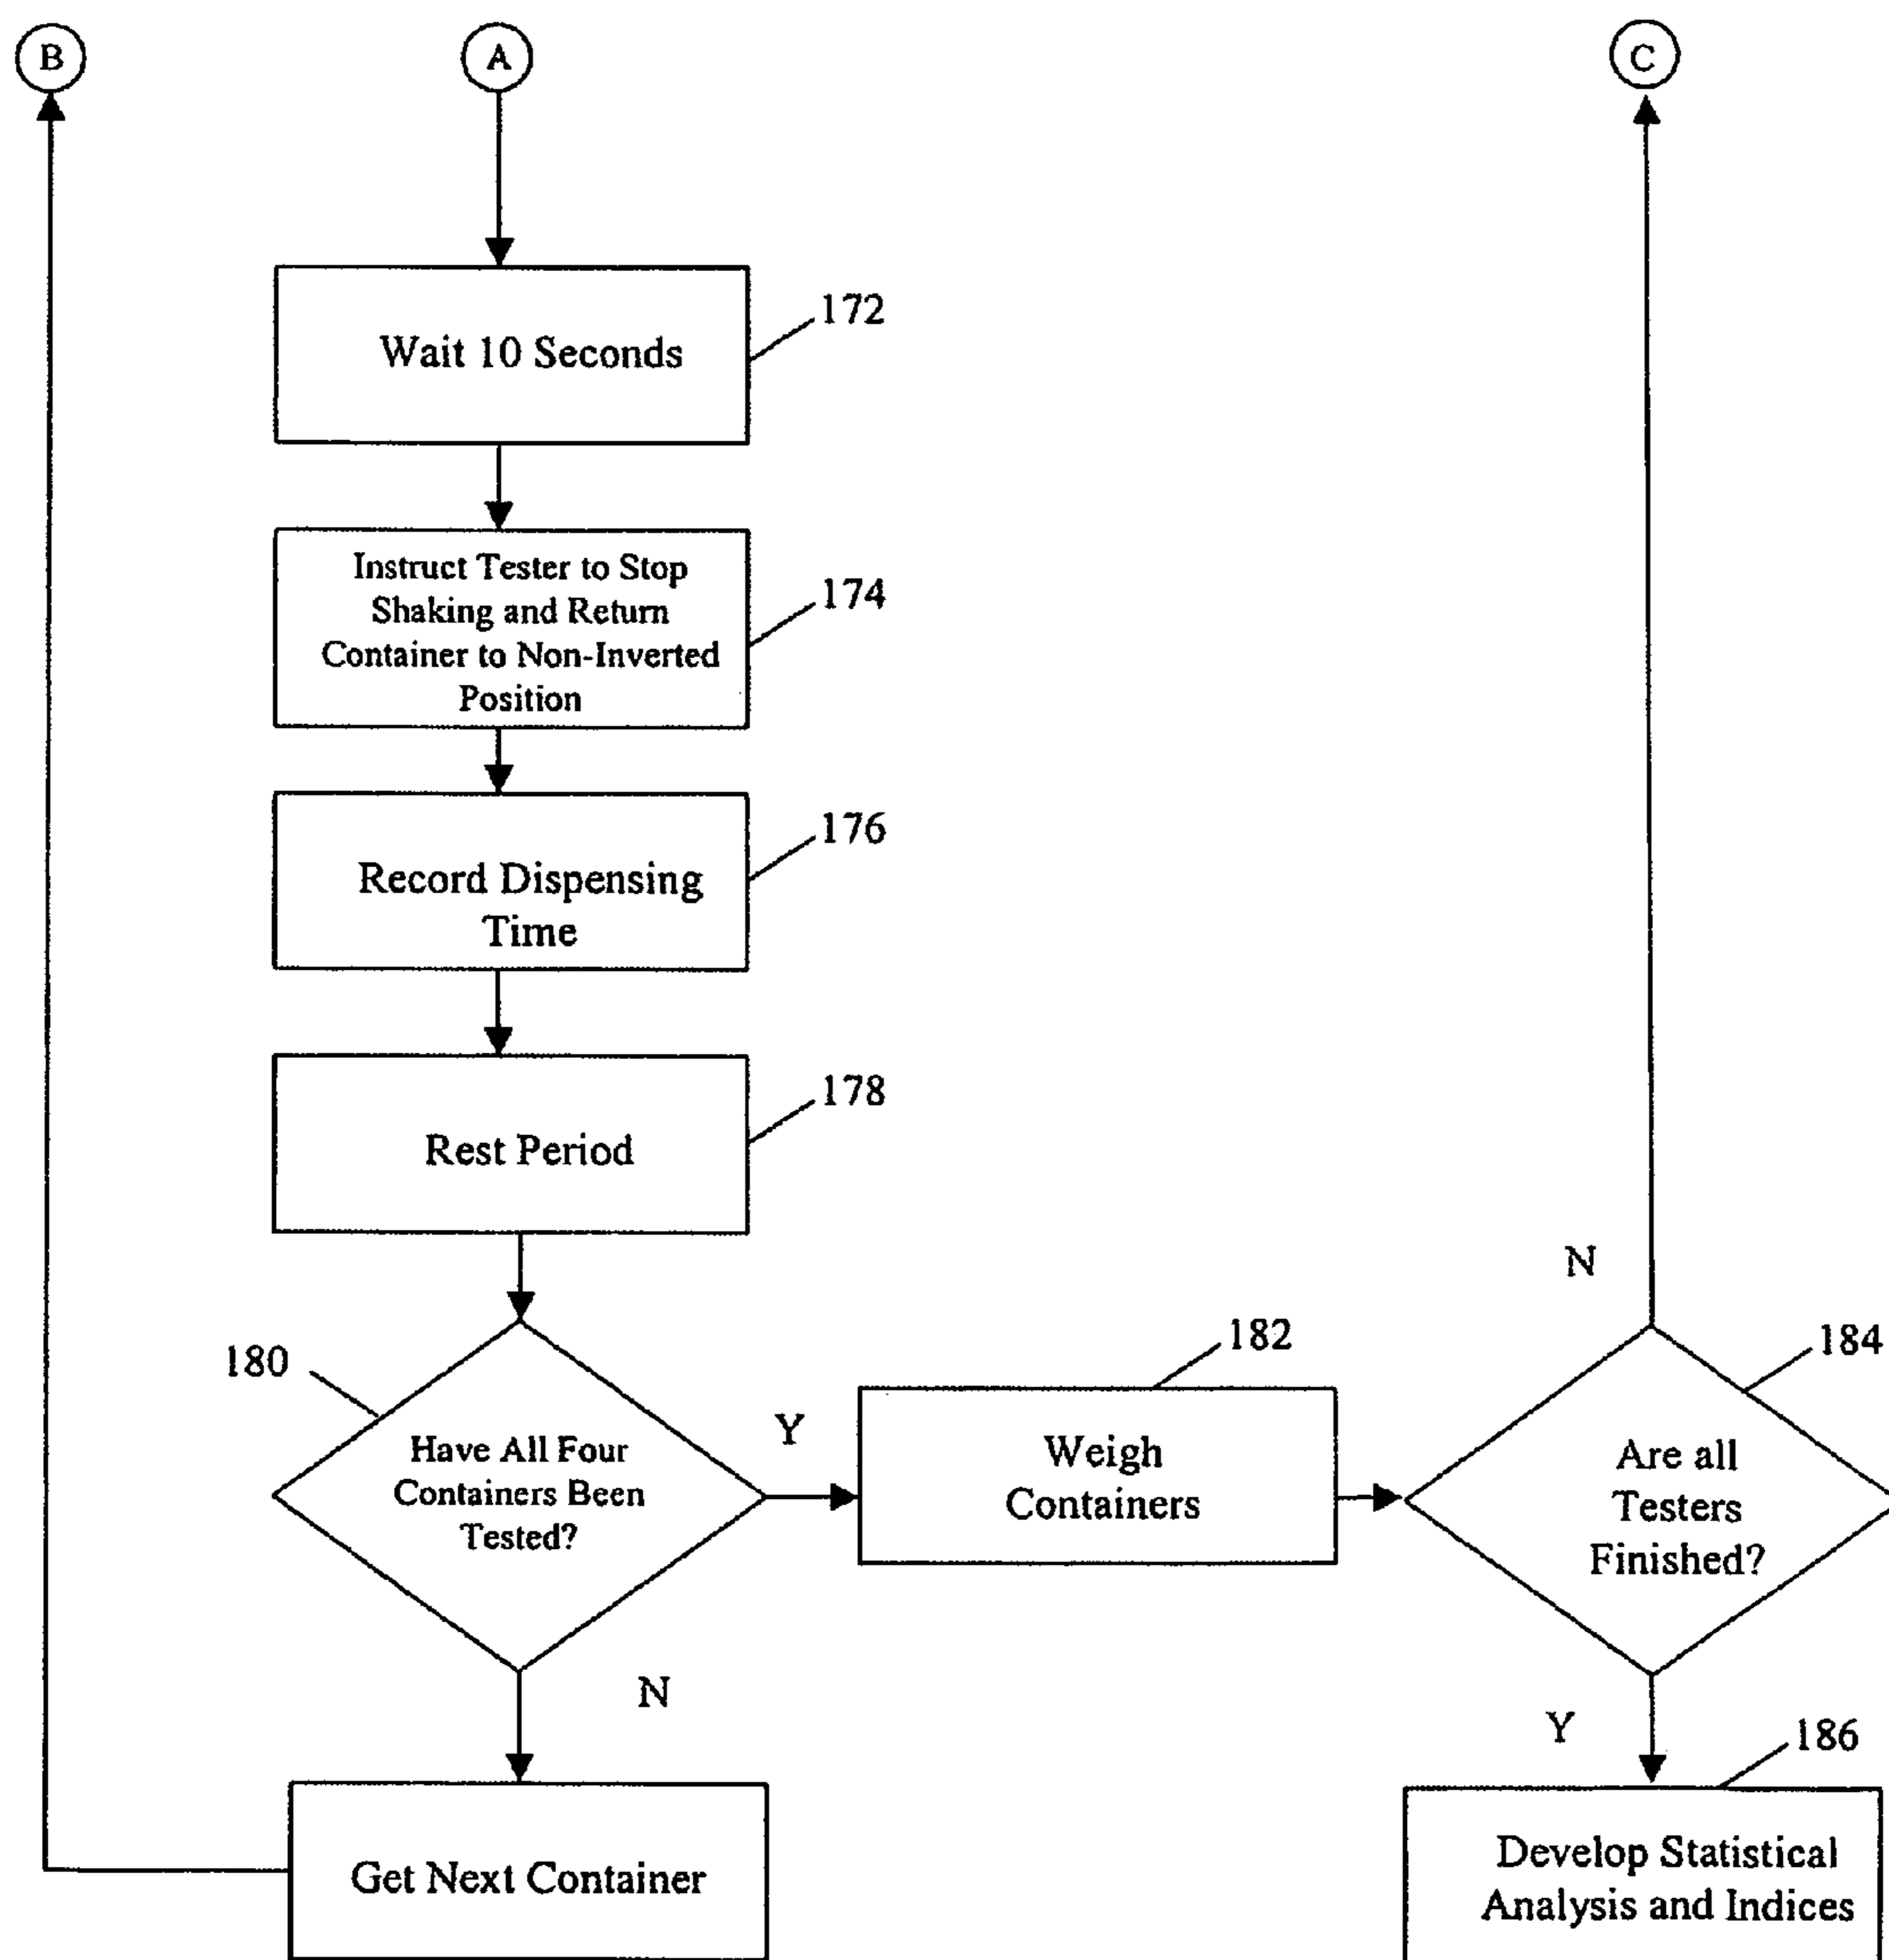 B
A
C
Wait 10 Seconds
172
Instruct Tester to Stop
Shaking and Return
Container to Non-Inverted
Position
174
Record Dispensing
Time
176
Rest Period
178
180
Have All Four
Containers Been
Tested?
Y
N
182
Weigh
Containers
N
184
Are all
Testers
Finished?
Y
Get Next Container
186
Develop Statistical
Analysis and Indices